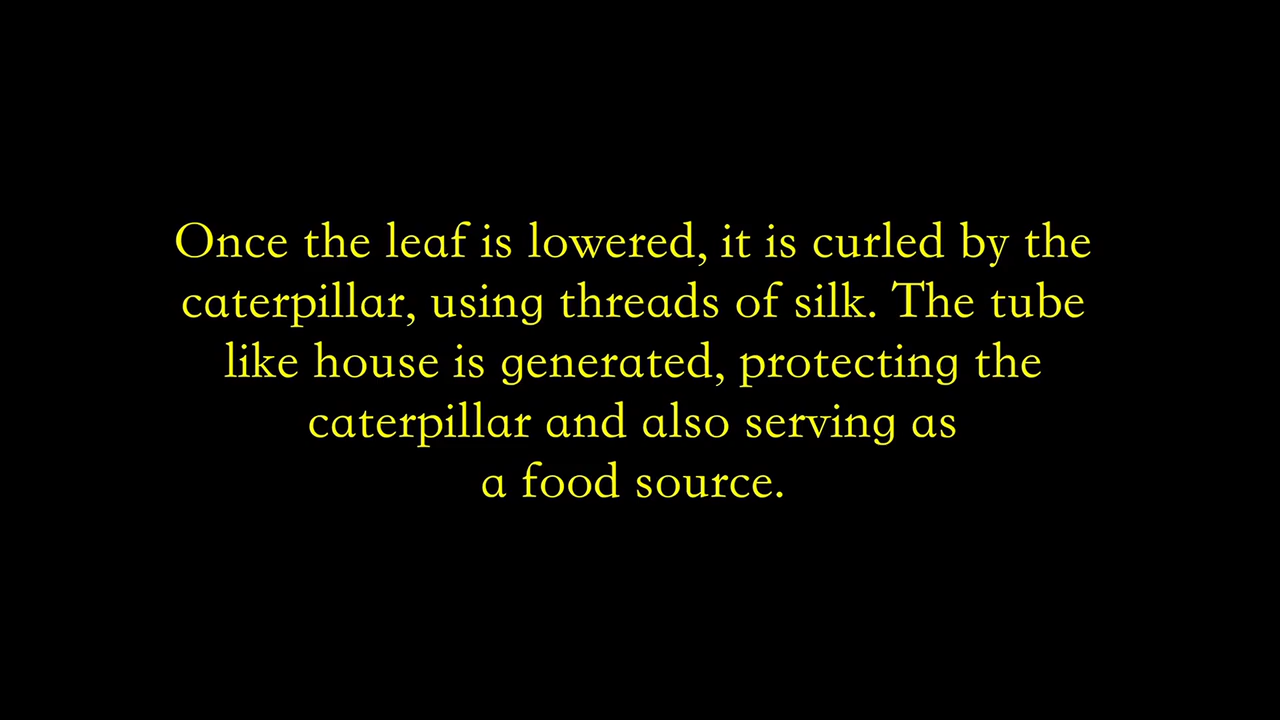 Once the leaf is lowered, it is curled by the
caterpillar, using threads of silk. The tube
like house is generated, protecting the
caterpillar and also serving as
a food source.